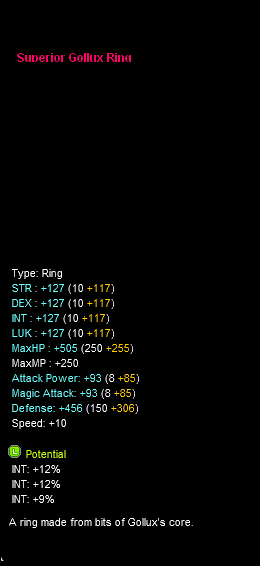 Superior Gollux Ring
Type: Ring
STR : +127 (10 +117)
DEX : +127 (10 +117)
INT : +127 (10 +117)
LUK : +127 (10 +117)
MaxHP : +505 (250 +255)
MaxMP : +250
Attack Power: +93 (8 +85)
Magic Attack: +93 (8 +85)
Defense: +456 (150 +306)
Speed: +10
L Potential
INT: +12%
INT: +12%
INT: +9%
A ring made from bits of Gollux's core.